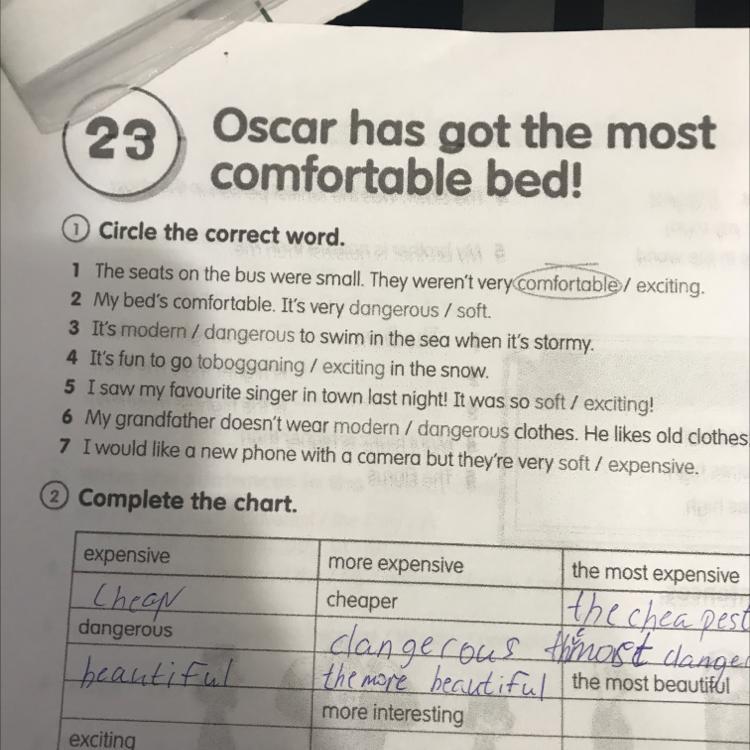 23
Oscar has got the most
comfortable bed!
1 Circle the correct word.
1 The seats on the bus were small. They weren't very comfortable / exciting.
2 My bed's comfortable. It's very dangerous / soft.
3 It's modern / dangerous to swim in the sea when it's stormy.
4 It's fun to go tobogganing / exciting in the snow.
5 I saw my favourite singer in town last night! It was so soft / exciting!
6 My grandfather doesn't wear modern / dangerous clothes. He likes old clothes
7 I would like a new phone with a camera but they're very soft / expensive.
2 Complete the chart.
expensive more expensive the most expensive
Cheap cheaper the cheapest
dangerous dangerous most
beautiful the more beautiful the most beautiful
more interesting
exciting